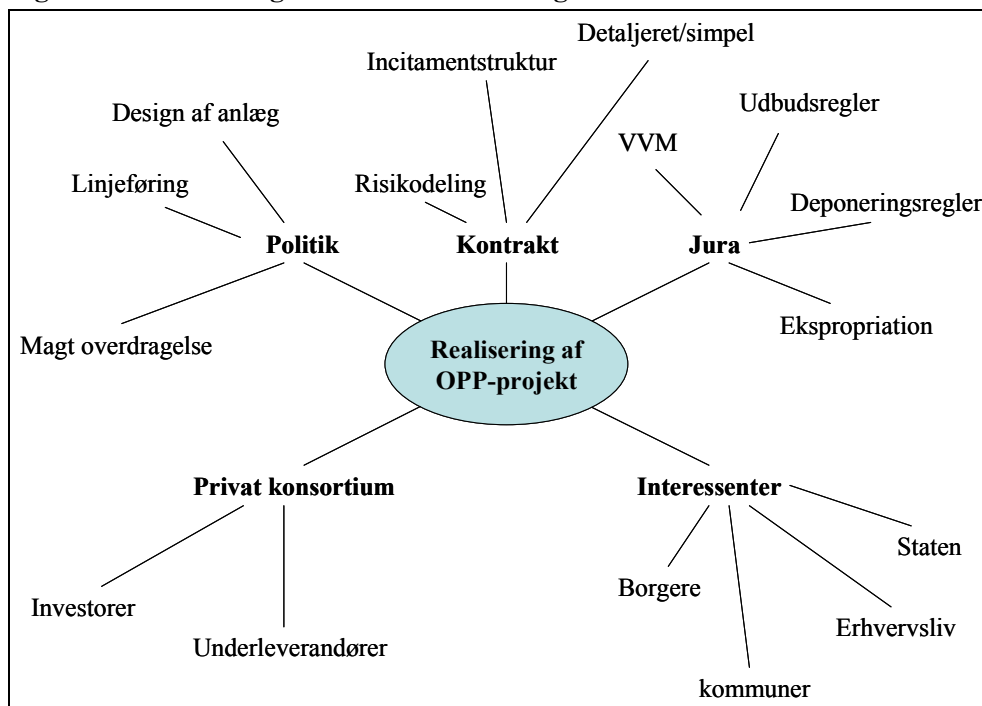 Detaljeret/simpel
Incitamentstruktur
Design af anlæg
Udbudsregler
VVM
Linjeføring
Risikodeling
Deponeringsregler
Politik
Kontrakt
Jura
Magt overdragelse
Ekspropriation
Realisering af
OPP-projekt
Privat konsortium
Interessenter
Staten
Borgere
Investorer
Erhvervsliv
Underleverandører
kommuner